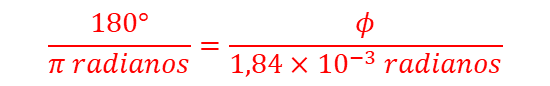 180° / π radianos = ϕ / 1,84 × 10⁻³ radianos